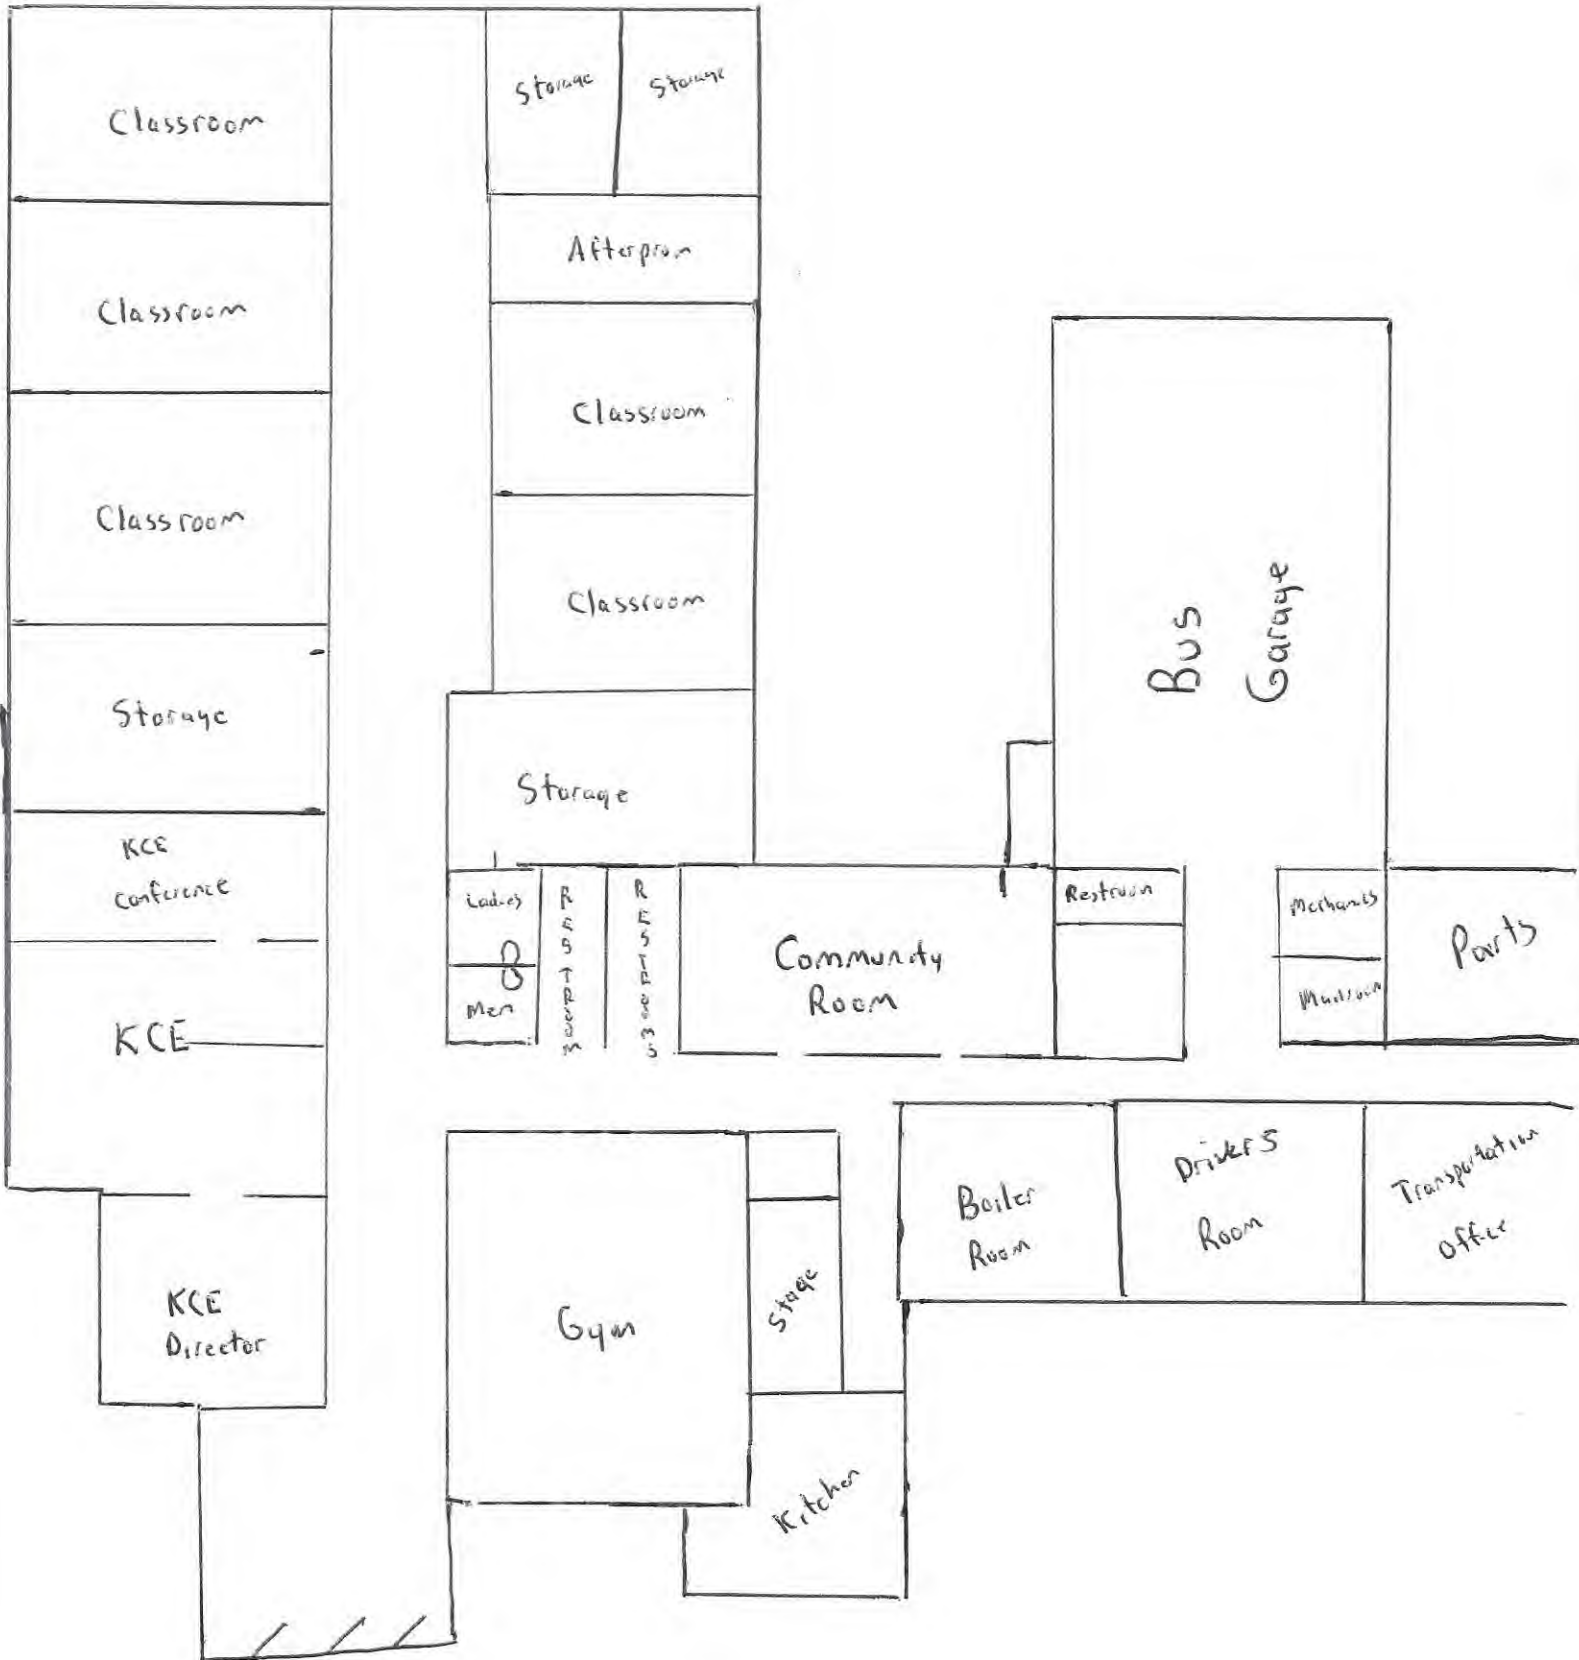 Classroom
Storage
Storage
Afterprom
Classroom
Classroom
Classroom
Classroom
Storage
Storage
KCE
Conference
KCE
KCE
Director
Ladies
Men
RESTROOM
RESTROOMS
Community
Room
Restroom
Bus
Garage
Mechanics
Mudroom
Parts
Boiler
Room
Drivers
Room
Transportation
Office
Gym
Stage
Kitchen